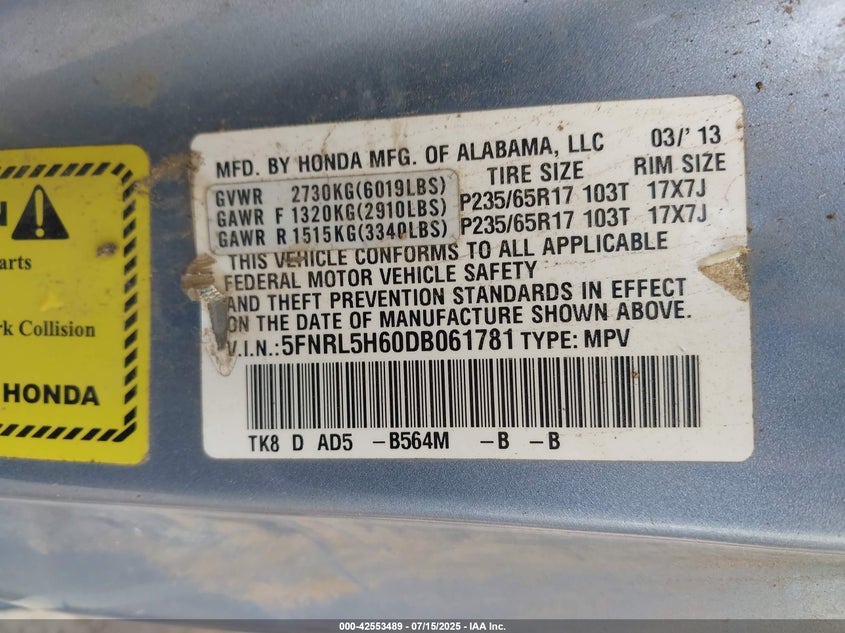 N
arts
rk Collision
HONDA
MFD. BY HONDA MFG. OF ALABAMA, LLC 03/'13
TIRE SIZE RIM SIZE
GVWR 2730KG(6019LBS)
GAWR F 1320KG(2910LBS) P235/65R17 103T 17X7J
GAWR R 1515KG(3340LBS) P235/65R17 103T 17X7J
THIS VEHICLE CONFORMS TO ALL APPLICABLE
FEDERAL MOTOR VEHICLE SAFETY
AND THEFT PREVENTION STANDARDS IN EFFECT
ON THE DATE OF MANUFACTURE SHOWN ABOVE.
V.I.N.: 5FNRL5H60DB061781 TYPE: MPV
TK8 D AD5 -B564M -B -B
000-42553489 - 07/15/2025 - IAA Inc.